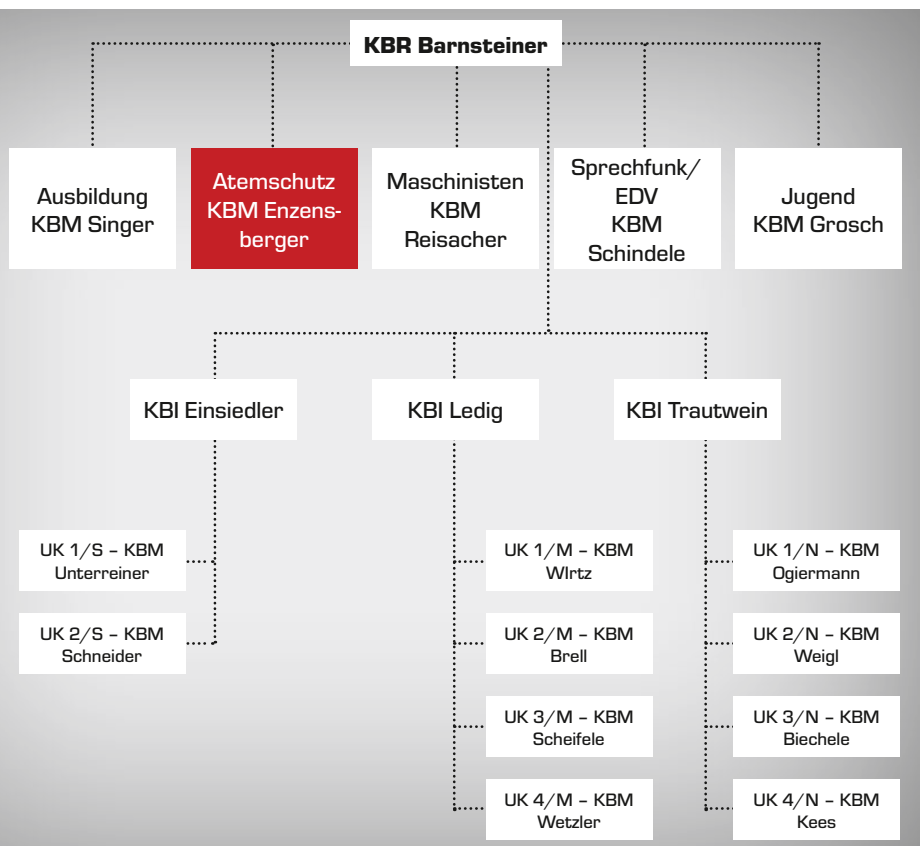 KBR Barnsteiner
Ausbildung
KBM Singer
Atemschutz
KBM Enzens-
berger
Maschinisten
KBM
Reisacher
Sprechfunk/
EDV
KBM
Schindele
Jugend
KBM Grosch
KBI Einsiedler
KBI Ledig
KBI Trautwein
UK 1/S – KBM
Unterreiner
UK 2/S – KBM
Schneider
UK 1/M – KBM
WIrtz
UK 2/M – KBM
Brell
UK 3/M – KBM
Scheifele
UK 4/M – KBM
Wetzler
UK 1/N – KBM
Ogiermann
UK 2/N – KBM
Weigl
UK 3/N – KBM
Biechele
UK 4/N – KBM
Kees